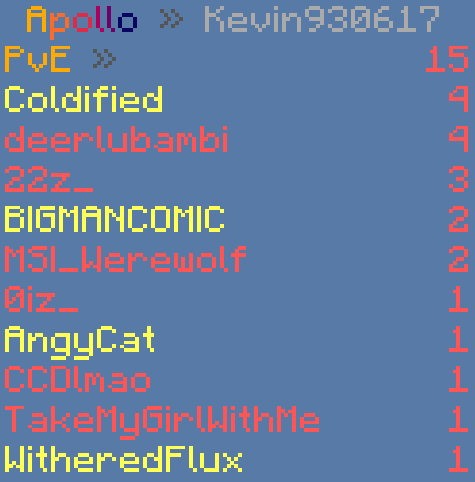 Apollo » Kevin930617
PvE » 15
Coldified 4
deerlubambi 4
22z_ 3
BIGMANCOMIC 2
MSI_Werewolf 2
0iz_ 1
AngyCat 1
CCDlmao 1
TakeMyGirlWithMe 1
WitheredFlux 1